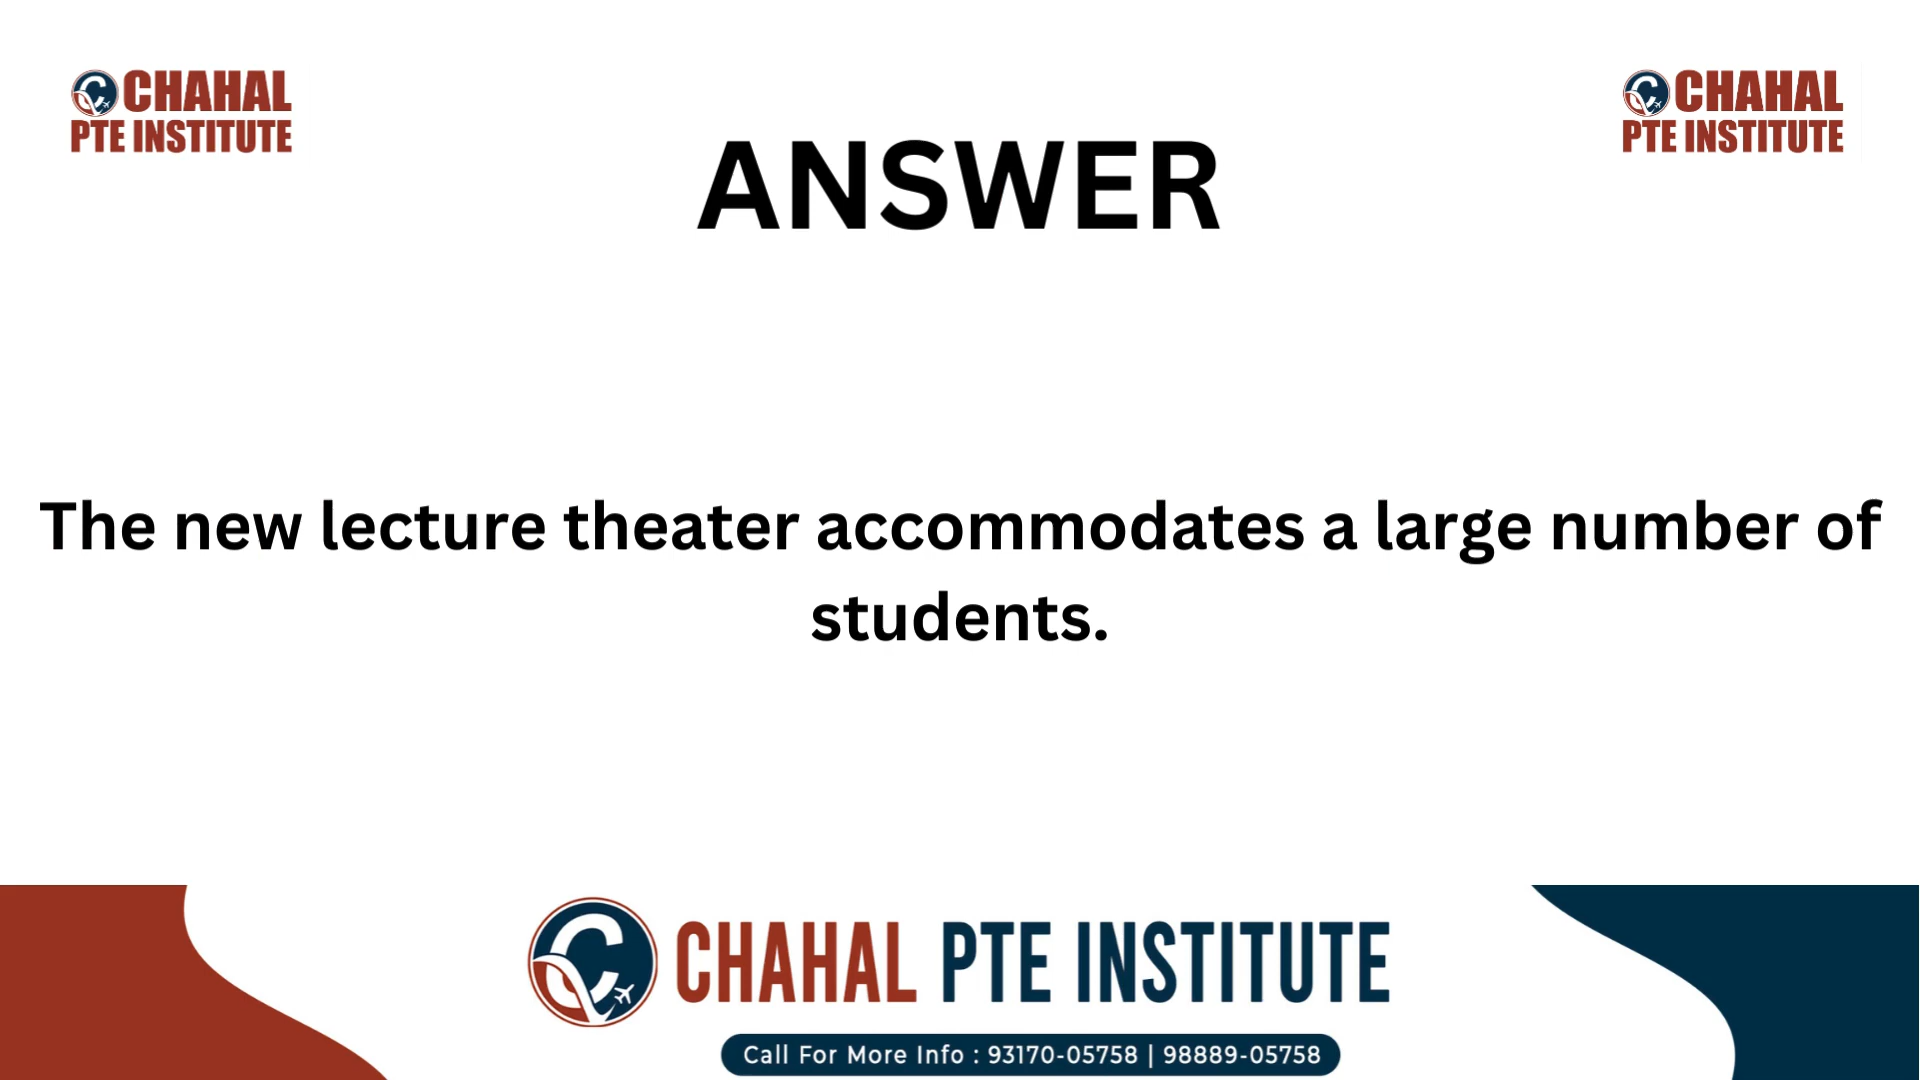 CHAHAL
PTE INSTITUTE
CHAHAL
PTE INSTITUTE
ANSWER
The new lecture theater accommodates a large number of
students.
CHAHAL PTE INSTITUTE
Call For More Info : 93170-05758 | 98889-05758